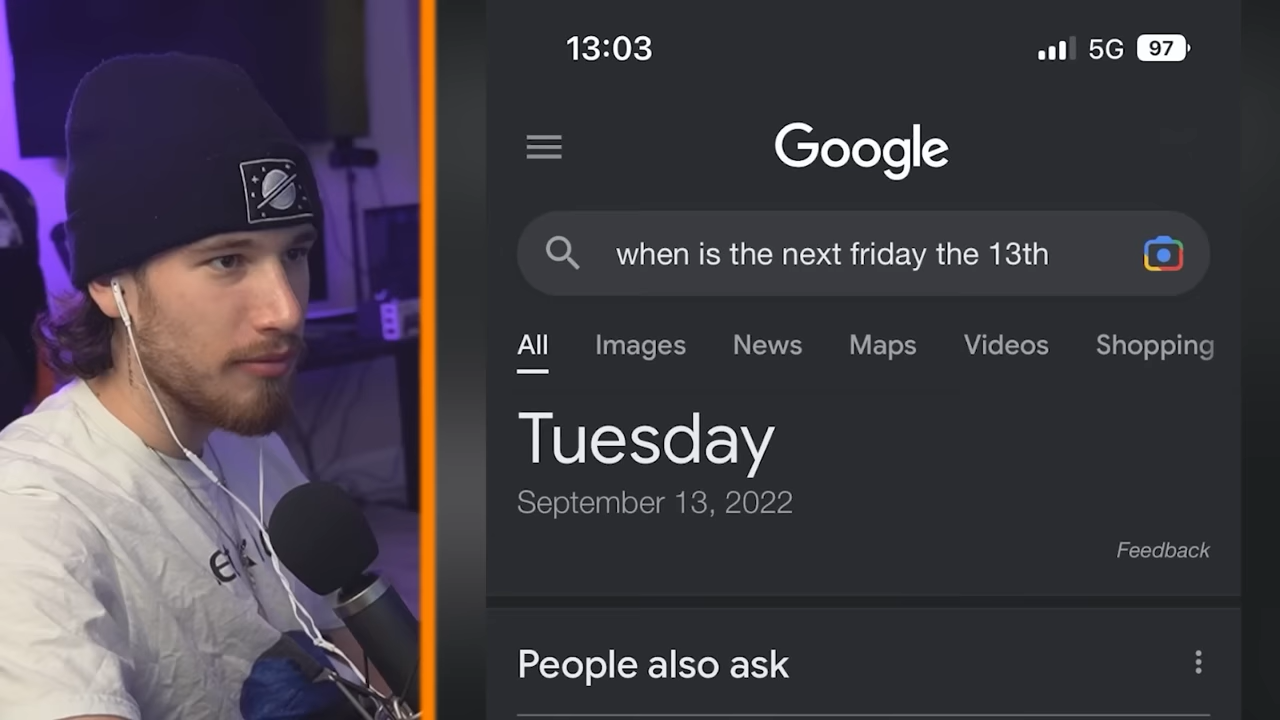 13:03
5G 97
Google
when is the next friday the 13th
All Images News Maps Videos Shopping
Tuesday
September 13, 2022
Feedback
People also ask